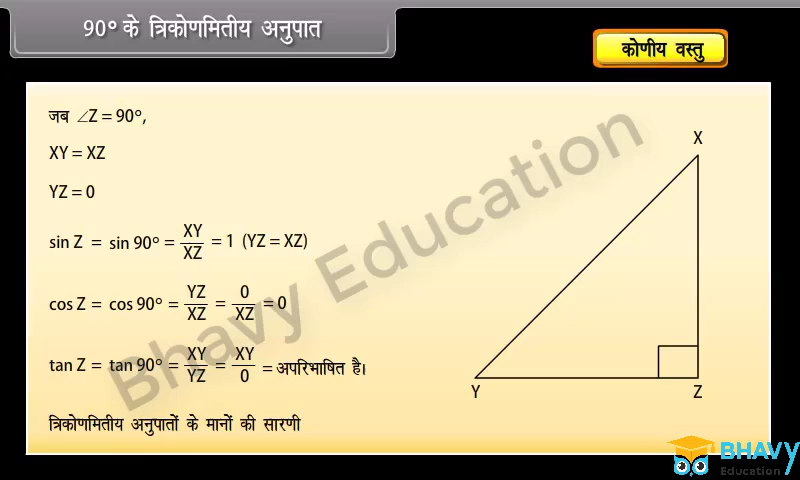 90° के त्रिकोणमितीय अनुपात
कोणीय वस्तु
जब ∠Z = 90°,
XY = XZ
YZ = 0
sin Z = sin 90° = XY/XZ = 1 (YZ = XZ)
cos Z = cos 90° = YZ/XZ = 0/XZ = 0
tan Z = tan 90° = XY/YZ = XY/0 = अपरिभाषित है।
त्रिकोणमितीय अनुपातों के मानों की सारणी
X
Y
Z
Bhavy Education
BHAVY
Education